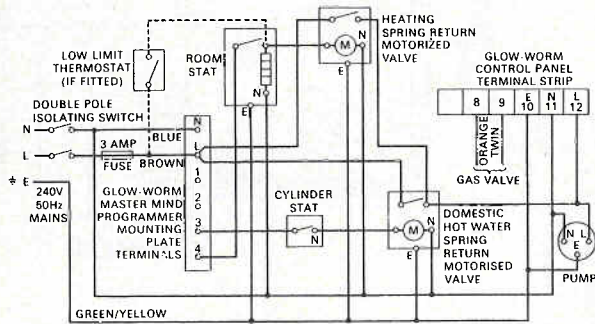 HEATING
SPRING RETURN
MOTORIZED
VALVE
N
M
E
LOW LIMIT
THERMOSTAT
(IF FITTED)
ROOM
STAT
N
E
GLOW-WORM
CONTROL PANEL
TERMINAL STRIP
8
9
E
10
N
11
L
12
ORANGE
TWIN
GAS VALVE
DOUBLE POLE
ISOLATING SWITCH
N
L
E
240V
50Hz
MAINS
3 AMP
FUSE
BLUE
BROWN
N
L
1
2
3
4
GLOW-WORM
MASTER MIND
PROGRAMMER
MOUNTING
PLATE
TERMINALS
CYLINDER
STAT
N
M
N
E
DOMESTIC
HOT WATER
SPRING
RETURN
MOTORISED
VALVE
N L
E
PUMP
GREEN/YELLOW